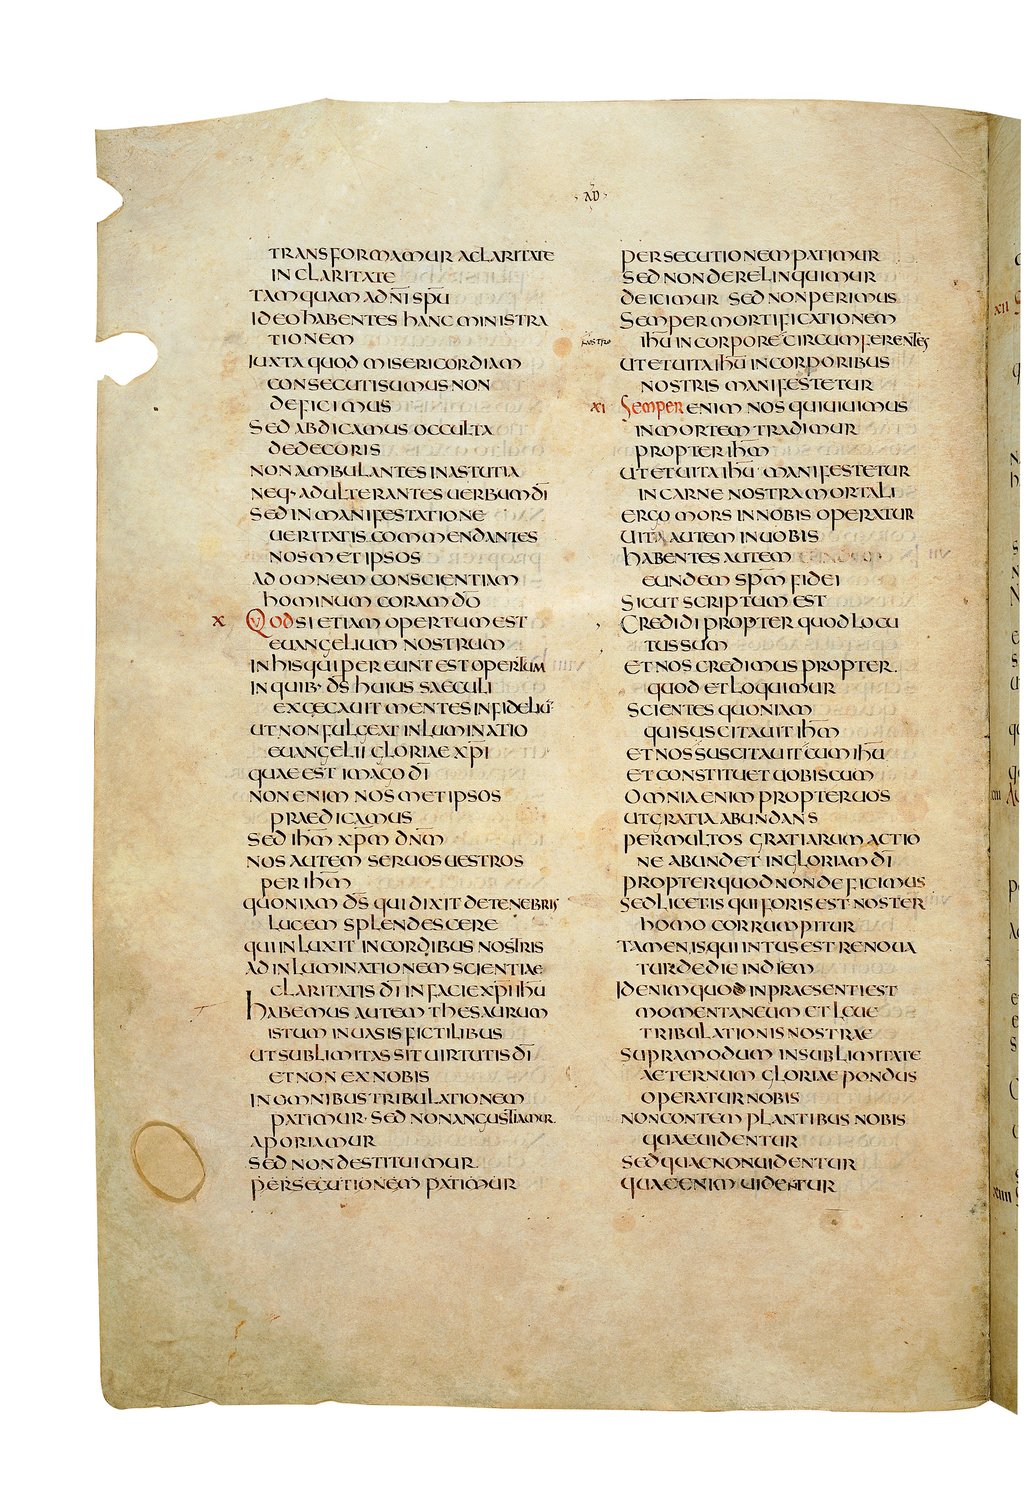 AD
TRANSFORMAMUR ACLARITATE
IN CLARITATE
TAMQUAM AD DNI SPU
IDEO HABENTES HANC MINISTRA
TIONEM
IUXTA QUOD MISERICORDIAM
CONSECUTI SUMUS NON
DEFICIMUS
SED ABDICAMUS OCCULTA
DEDECORIS
NON AMBULANTES IN ASTUTIA
NEQ· ADULTERANTES UERBUM DI
SED IN MANIFESTATIONE
UERITATIS COMMENDANTES
NOSMET IPSOS
AD OMNEM CONSCIENTIAM
HOMINUM CORAM DO
X QUOD SI ETIAM OPERTUM EST
EUANGELIUM NOSTRUM
IN HIS QUI PEREUNT EST OPERTUM
IN QUIB· DS HUIUS SAECULI
EXCECAUIT MENTES INFIDELIU
UT NON FULGEAT INLUMINATIO
EUANGELII GLORIAE XPI
QUAE EST IMAGO DI
NON ENIM NOSMET IPSOS
PRAEDICAMUS
SED IHM XPM DNM
NOS AUTEM SERUOS UESTROS
PER IHM
QUONIAM DS QUI DIXIT DE TENEBRIS
LUCEM SPLENDESCERE
QUI INLUXIT IN CORDIBUS NOSTRIS
AD INLUMINATIONEM SCIENTIAE
CLARITATIS DI IN FACIE XPI IHU
HABEMUS AUTEM THESAURUM
ISTUM IN UASIS FICTILIBUS
UT SUBLIMITAS SIT UIRTUTIS DI
ET NON EX NOBIS
IN OMNIBUS TRIBULATIONEM
PATIMUR· SED NON ANGUSTIAMUR
APORIAMUR
SED NON DESTITUIMUR
PERSECUTIONEM PATIMUR
PERSECUTIONEM PATIMUR
SED NON DERELINQUIMUR
DEICIMUR SED NON PERIMUS
SEMPER MORTIFICATIONEM
NOSTRO IHU IN CORPORE CIRCUMFERENTES
UT ET UITA IHU IN CORPORIBUS
NOSTRIS MANIFESTETUR
XI SEMPER ENIM NOS QUI UIUIMUS
IN MORTEM TRADIMUR
PROPTER IHM
UT ET UITA IHU MANIFESTETUR
IN CARNE NOSTRA MORTALI
ERGO MORS IN NOBIS OPERATUR
UITA AUTEM IN UOBIS
HABENTES AUTEM
EUNDEM SPM FIDEI
SICUT SCRIPTUM EST
CREDIDI PROPTER QUOD LOCU
TUS SUM
ET NOS CREDIMUS PROPTER
QUOD ET LOQUIMUR
SCIENTES QUONIAM
QUI SUSCITAUIT IHM
ET NOS SUSCITAUIT CUM IHU
ET CONSTITUET UOBISCUM
OMNIA ENIM PROPTER UOS
UT GRATIA ABUNDANS
PER MULTOS GRATIARUM ACTIO
NE ABUNDET IN GLORIAM DI
PROPTER QUOD NON DEFICIMUS
SED LICET IS QUI FORIS EST NOSTER
HOMO CORRUMPITUR
TAMEN IS QUI INTUS EST RENOUA
TUR DE DIE IN DIEM
ID ENIM QUOD IN PRAESENTI EST
MOMENTANEUM ET LEUE
TRIBULATIONIS NOSTRAE
SUPRA MODUM IN SUBLIMITATE
AETERNUM GLORIAE PONDUS
OPERATUR NOBIS
NON CONTEMPLANTIBUS NOBIS
QUAE UIDENTUR
SED QUAE NON UIDENTUR
QUAE ENIM UIDENTUR